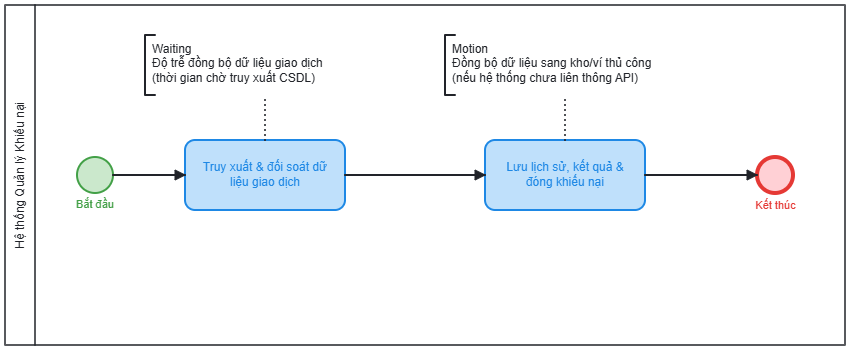 Hệ thống Quản lý Khiếu nại
Waiting
Độ trễ đồng bộ dữ liệu giao dịch
(thời gian chờ truy xuất CSDL)
Motion
Đồng bộ dữ liệu sang kho/ví thủ công
(nếu hệ thống chưa liên thông API)
Bắt đầu
Truy xuất & đối soát dữ
liệu giao dịch
Lưu lịch sử, kết quả &
đóng khiếu nại
Kết thúc